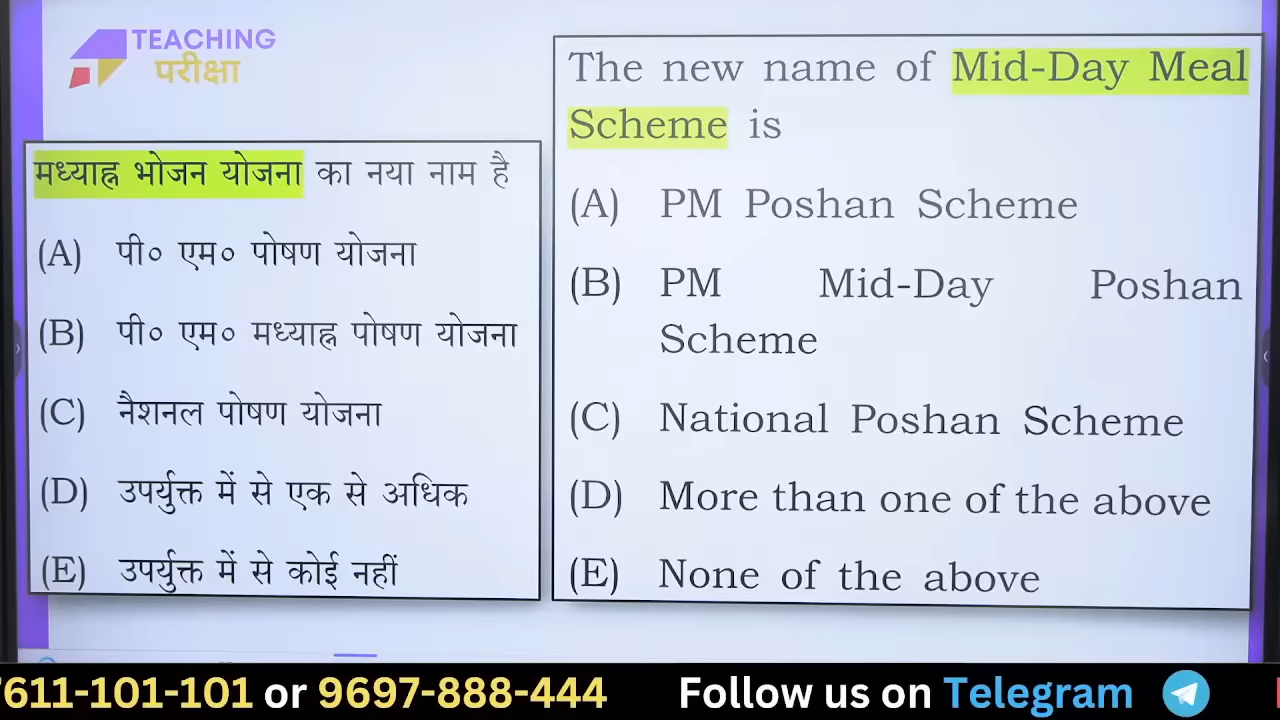 TEACHING
परीक्षा
मध्याह्न भोजन योजना का नया नाम है
(A) पी० एम० पोषण योजना
(B) पी० एम० मध्याह्न पोषण योजना
(C) नैशनल पोषण योजना
(D) उपर्युक्त में से एक से अधिक
(E) उपर्युक्त में से कोई नहीं
The new name of Mid-Day Meal
Scheme is
(A) PM Poshan Scheme
(B) PM Mid-Day Poshan
Scheme
(C) National Poshan Scheme
(D) More than one of the above
(E) None of the above
7611-101-101 or 9697-888-444 Follow us on Telegram